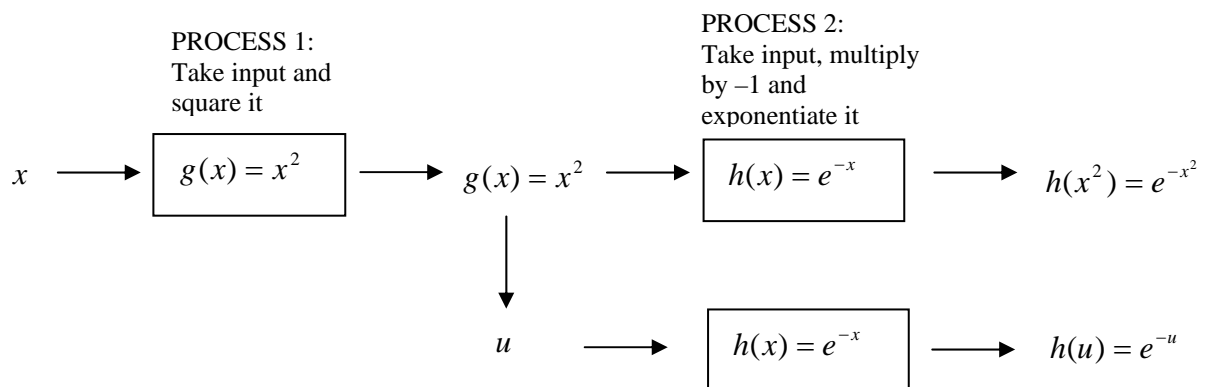 PROCESS 1:
Take input and
square it
PROCESS 2:
Take input, multiply
by –1 and
exponentiate it
x
g(x) = x²
g(x) = x²
h(x) = e^{-x}
h(x²) = e^{-x²}
u
h(x) = e^{-x}
h(u) = e^{-u}